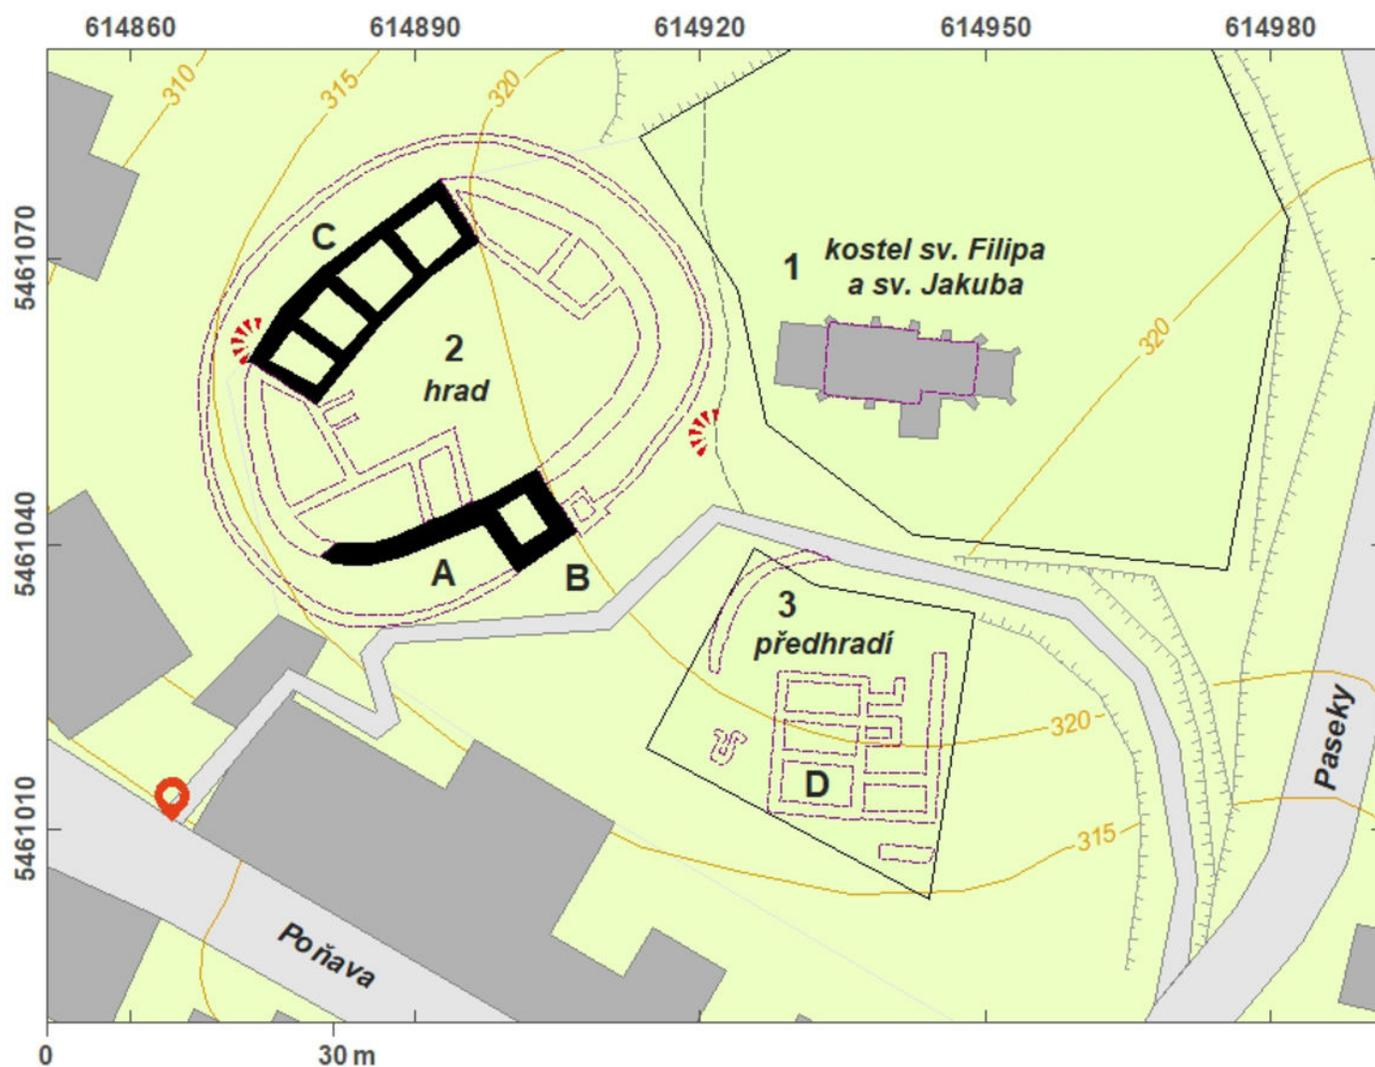 614860 614890 614920 614950 614980
310
315
320
5461070
C
1
kostel sv. Filipa
a sv. Jakuba
2
hrad
320
5461040
A
B
3
předhradí
320
Paseky
D
5461010
315
Poňava
0 30 m